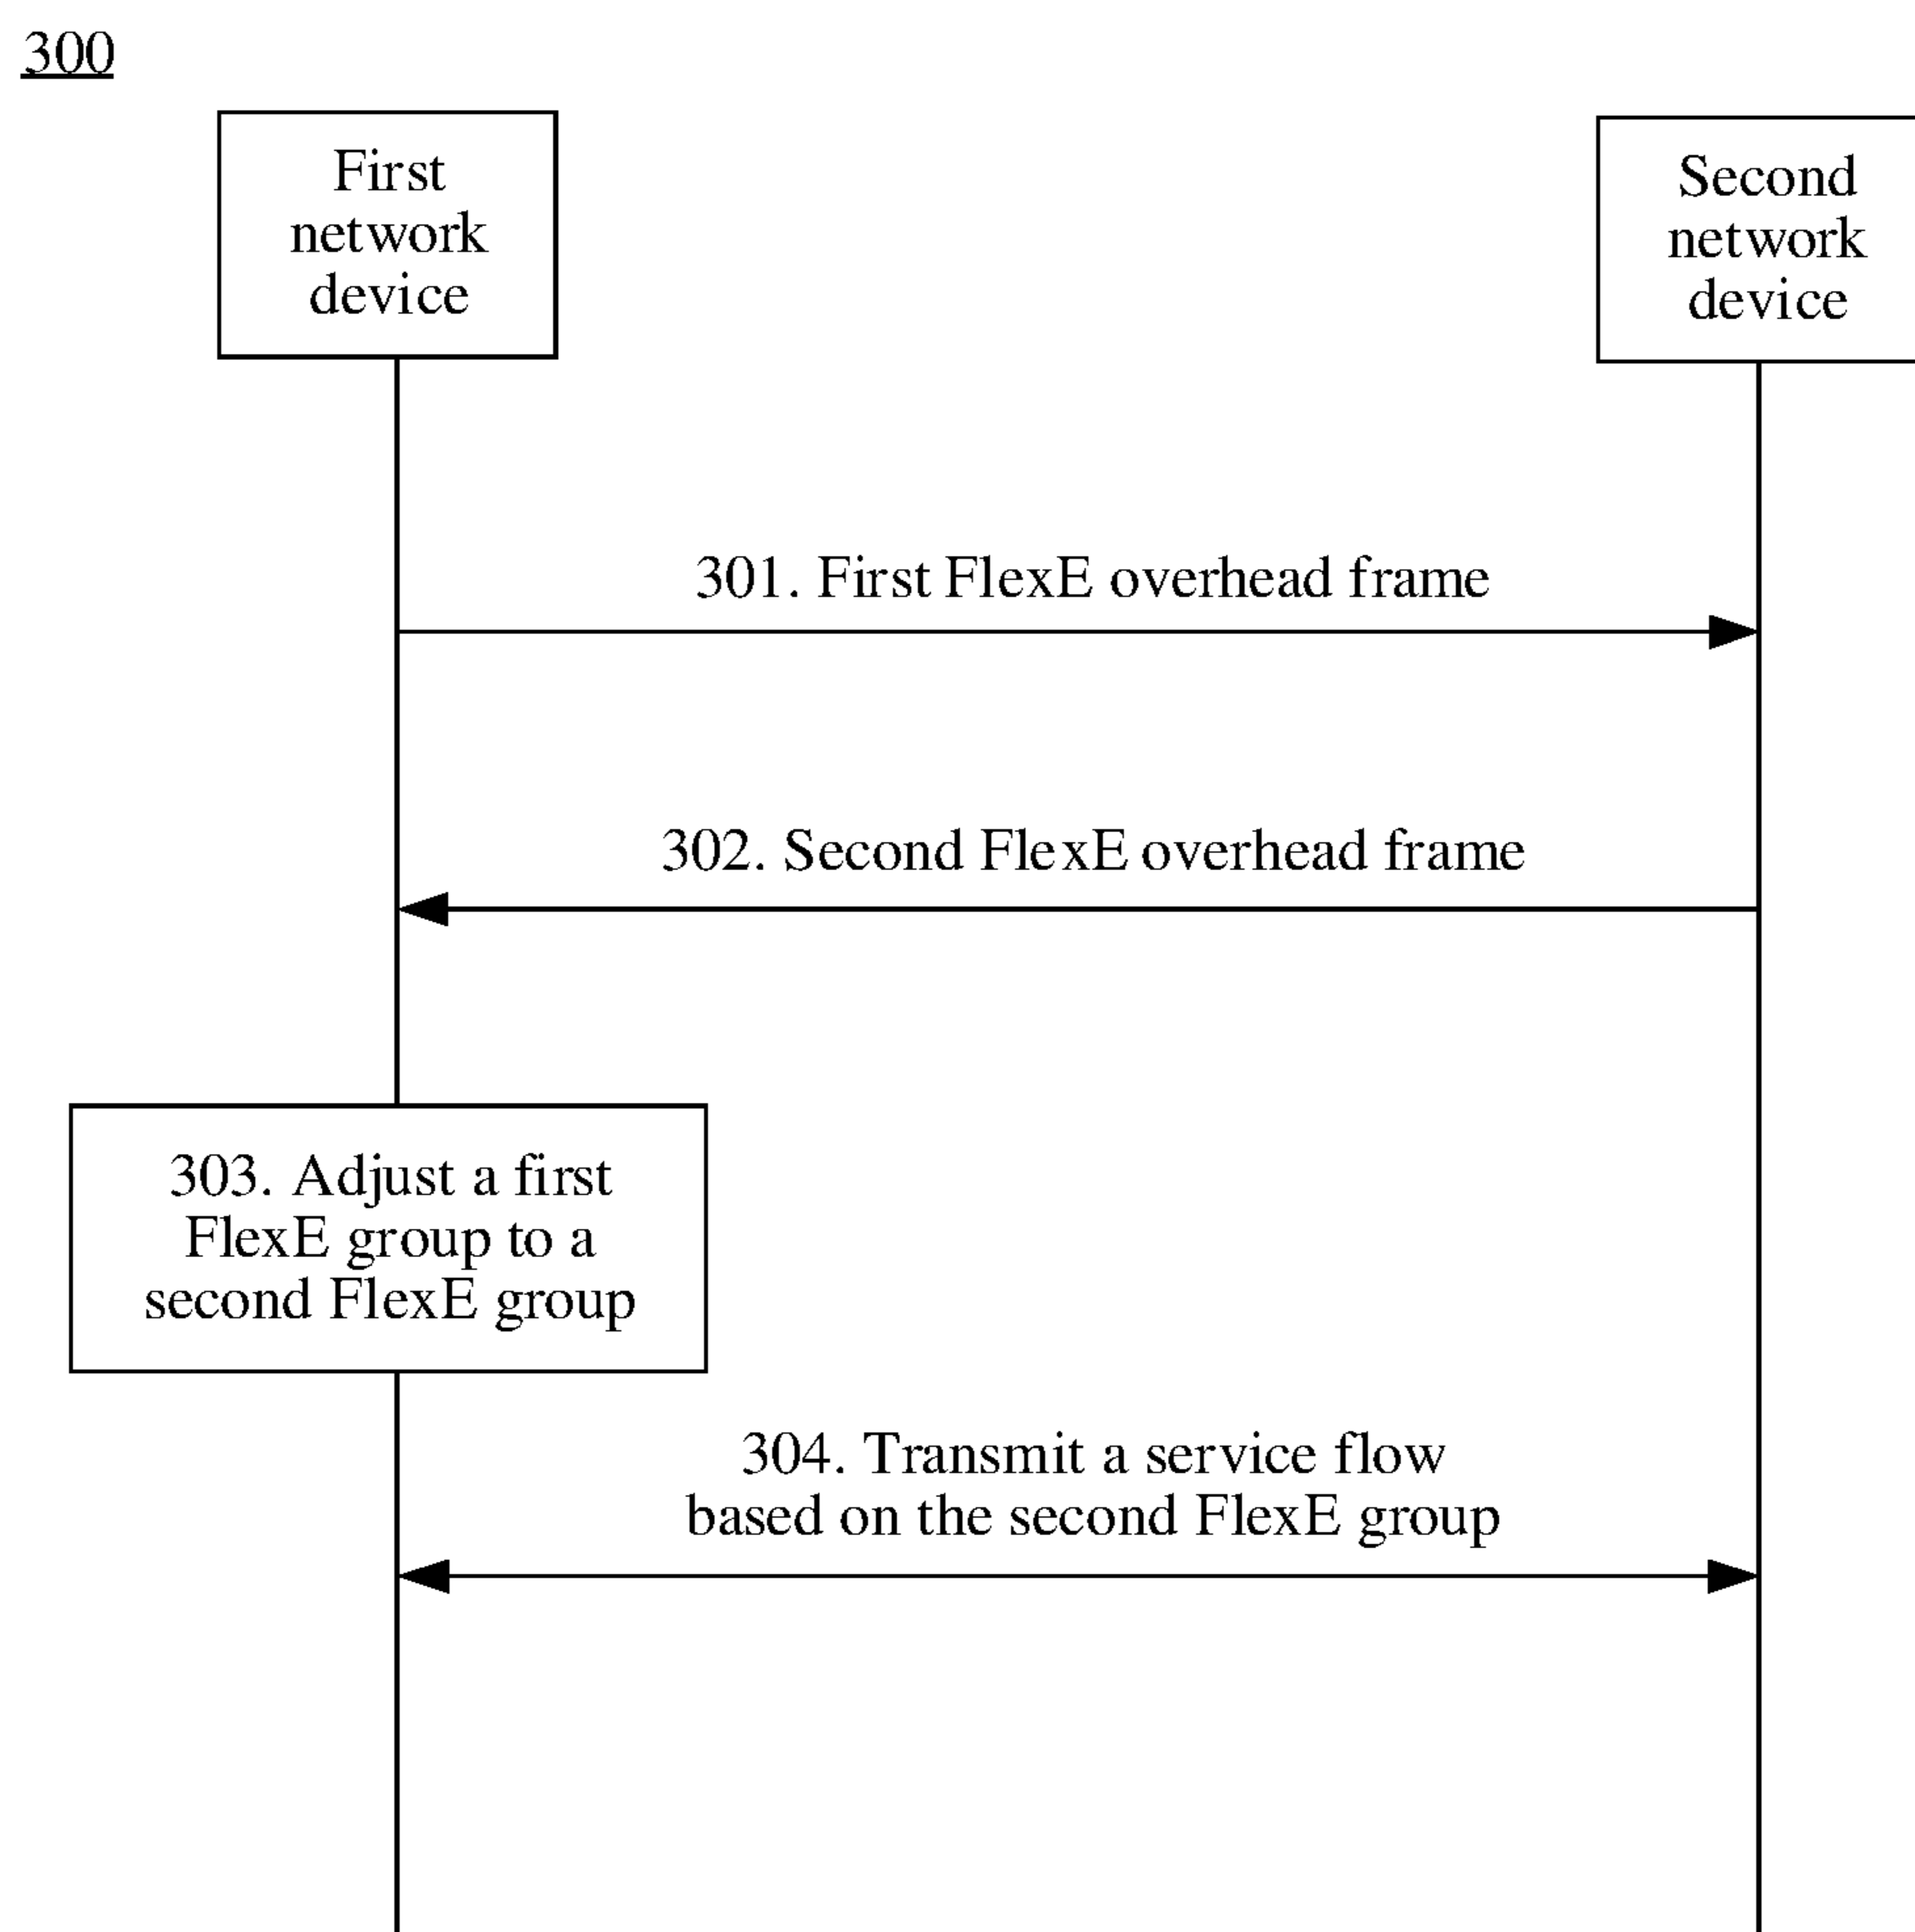 300
First
network
device
Second
network
device
301. First FlexE overhead frame
302. Second FlexE overhead frame
303. Adjust a first
FlexE group to a
second FlexE group
304. Transmit a service flow
based on the second FlexE group